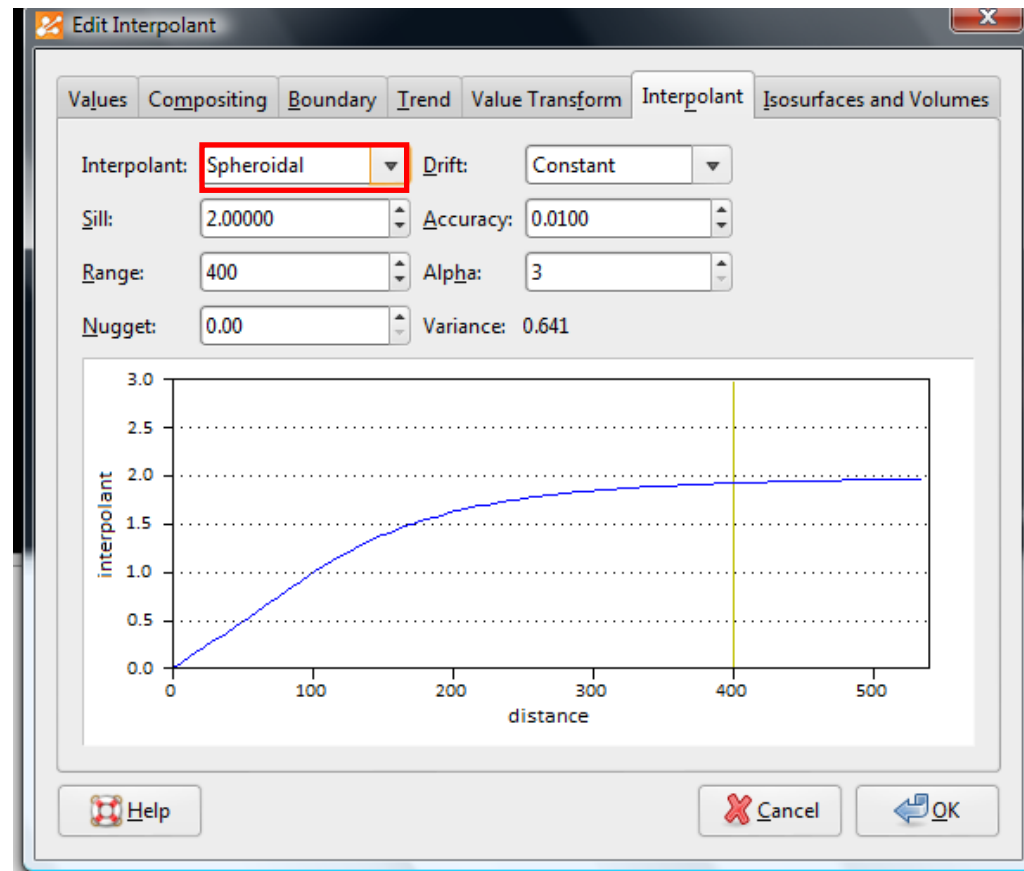 Edit Interpolant
x
Values Compositing Boundary Trend Value Transform Interpolant Isosurfaces and Volumes
Interpolant: Spheroidal Drift: Constant
Sill: 2.00000 Accuracy: 0.0100
Range: 400 Alpha: 3
Nugget: 0.00 Variance: 0.641
3.0
2.5
2.0
1.5
1.0
0.5
0.0
interpolant
0 100 200 300 400 500
distance
Help Cancel OK